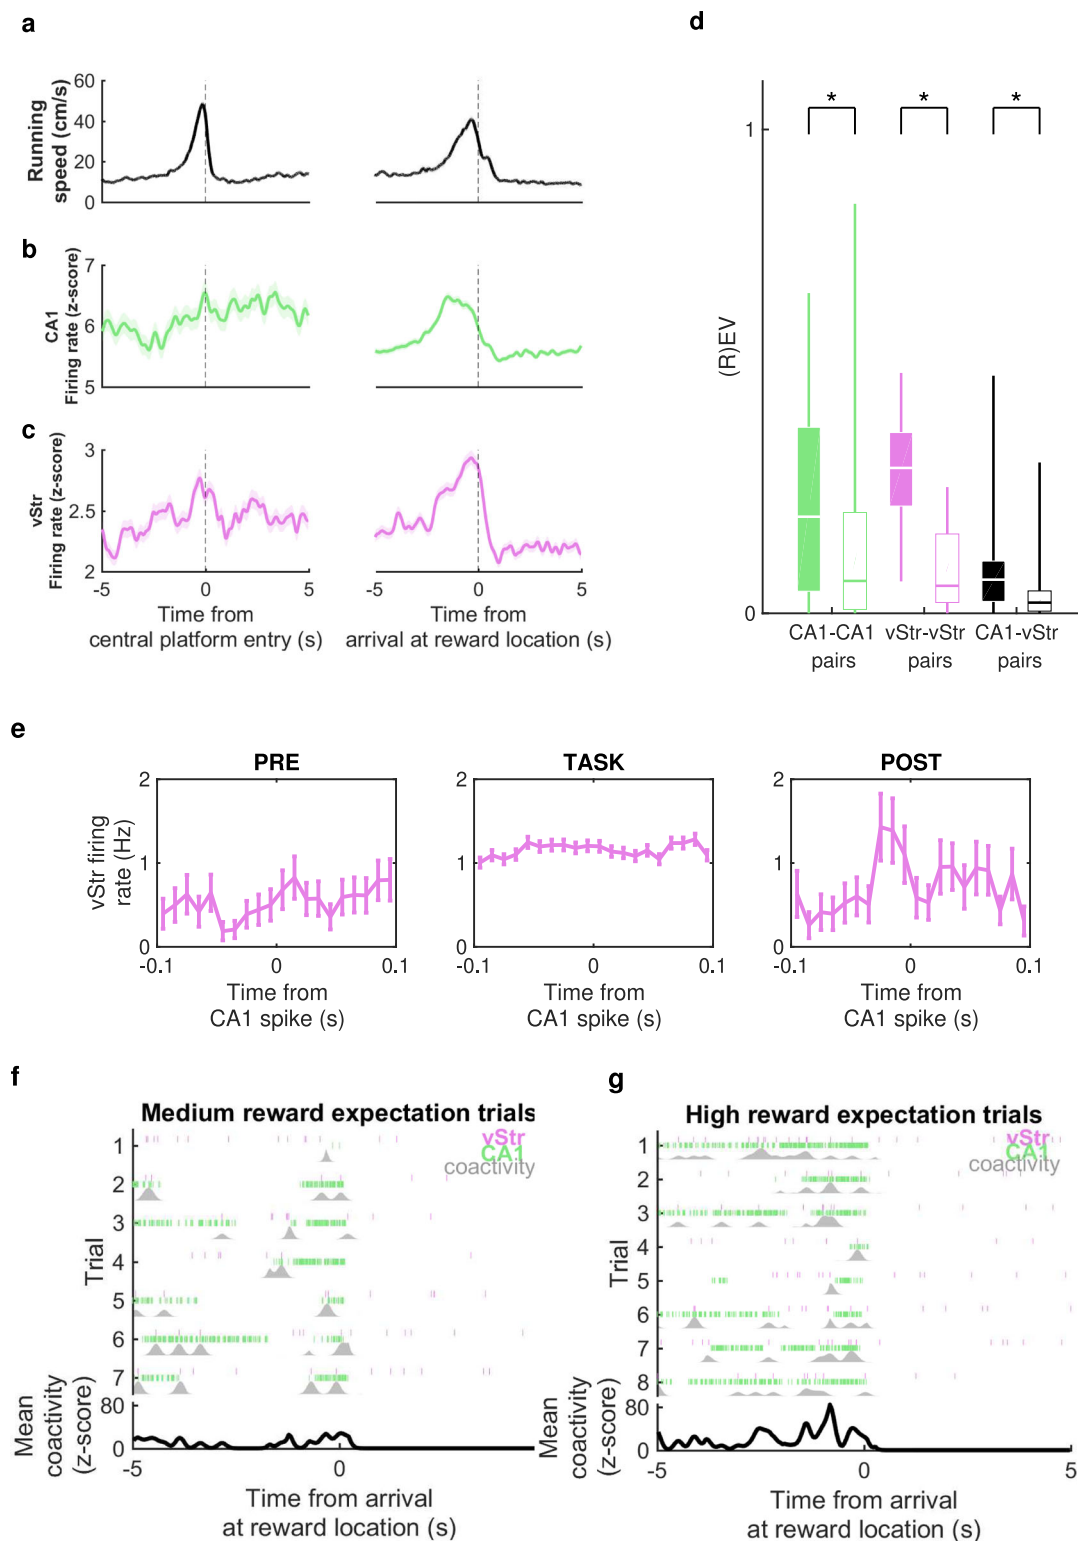 a
Running
speed (cm/s)
60
40
20
0
b
CA1
Firing rate (z-score)
7
6
5
c
vStr
Firing rate (z-score)
3
2.5
2
-5 0 5
-5 0 5
Time from
central platform entry (s)
Time from
arrival at reward location (s)
d
(R)EV
1
0
* * *
CA1-CA1
pairs
vStr-vStr
pairs
CA1-vStr
pairs
e
PRE
TASK
POST
vStr firing
rate (Hz)
2
1
0
-0.1 0 0.1
Time from
CA1 spike (s)
2
1
0
-0.1 0 0.1
Time from
CA1 spike (s)
2
1
0
-0.1 0 0.1
Time from
CA1 spike (s)
f
Medium reward expectation trials
vStr
CA1
coactivity
Trial
1
2
3
4
5
6
7
Mean
coactivity
(z-score)
80
0
-5 0
Time from arrival
at reward location (s)
g
High reward expectation trials
vStr
CA1
coactivity
Trial
1
2
3
4
5
6
7
8
Mean
coactivity
(z-score)
80
0
-5 0 5
Time from arrival
at reward location (s)